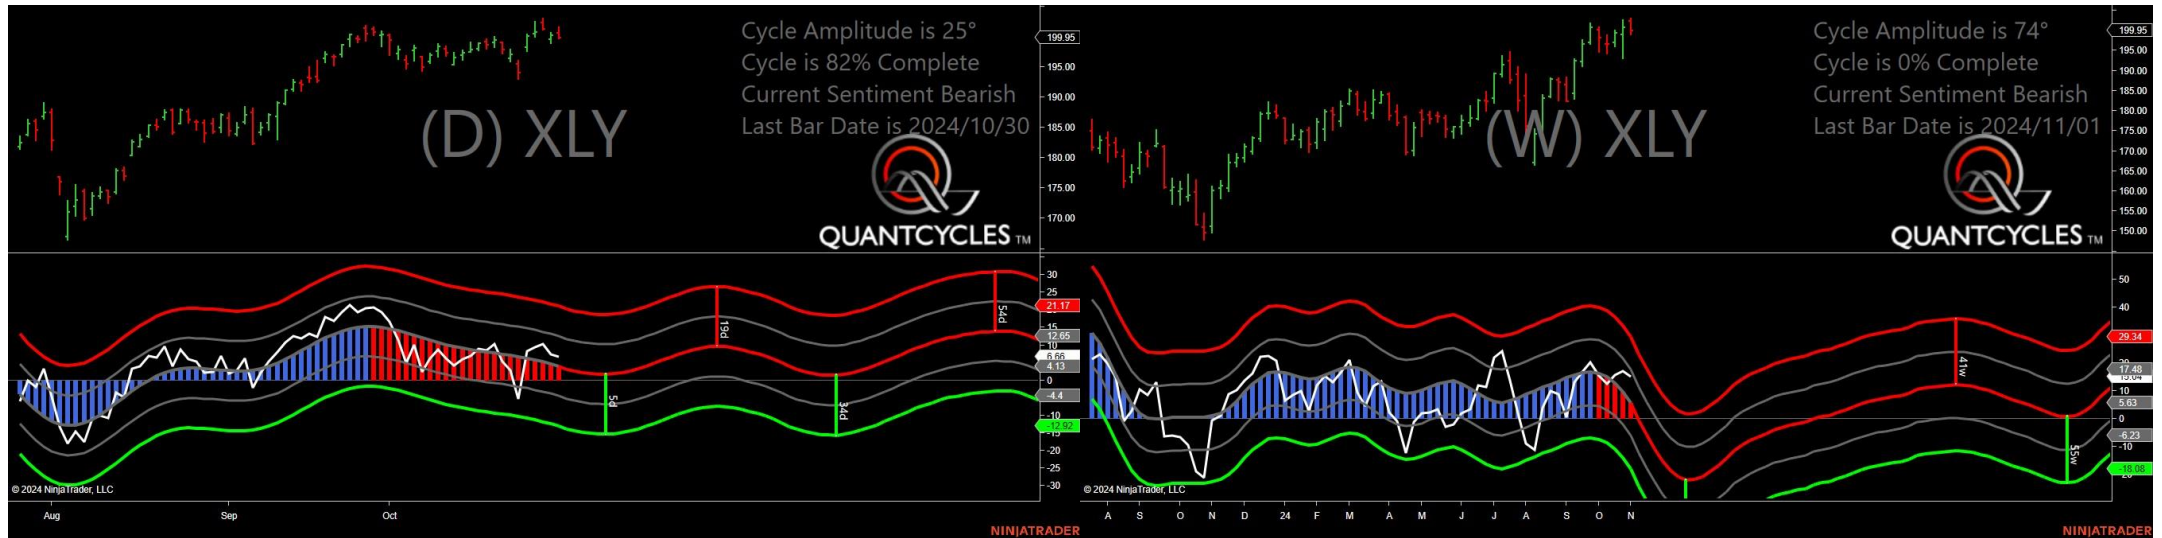 Cycle Amplitude is 25°
Cycle is 82% Complete
Current Sentiment Bearish
Last Bar Date is 2024/10/30
(D) XLY
QUANTCYCLES TM
199.95
195.00
190.00
185.00
180.00
175.00
170.00
30
25
21.17
15
12.65
10
6.66
4.13
0
-4.4
-10
-12.92
-20
-25
-30
5d
19d
34d
54d
© 2024 NinjaTrader, LLC
Aug Sep Oct
NINJATRADER
Cycle Amplitude is 74°
Cycle is 0% Complete
Current Sentiment Bearish
Last Bar Date is 2024/11/01
(W) XLY
QUANTCYCLES TM
199.95
195.00
190.00
185.00
180.00
175.00
170.00
165.00
160.00
155.00
150.00
50
40
29.34
17.48
5.63
0
-6.23
-10
-18.08
41w
55w
© 2024 NinjaTrader, LLC
A S O N D 24 F M A M J J A S O N
NINJATRADER